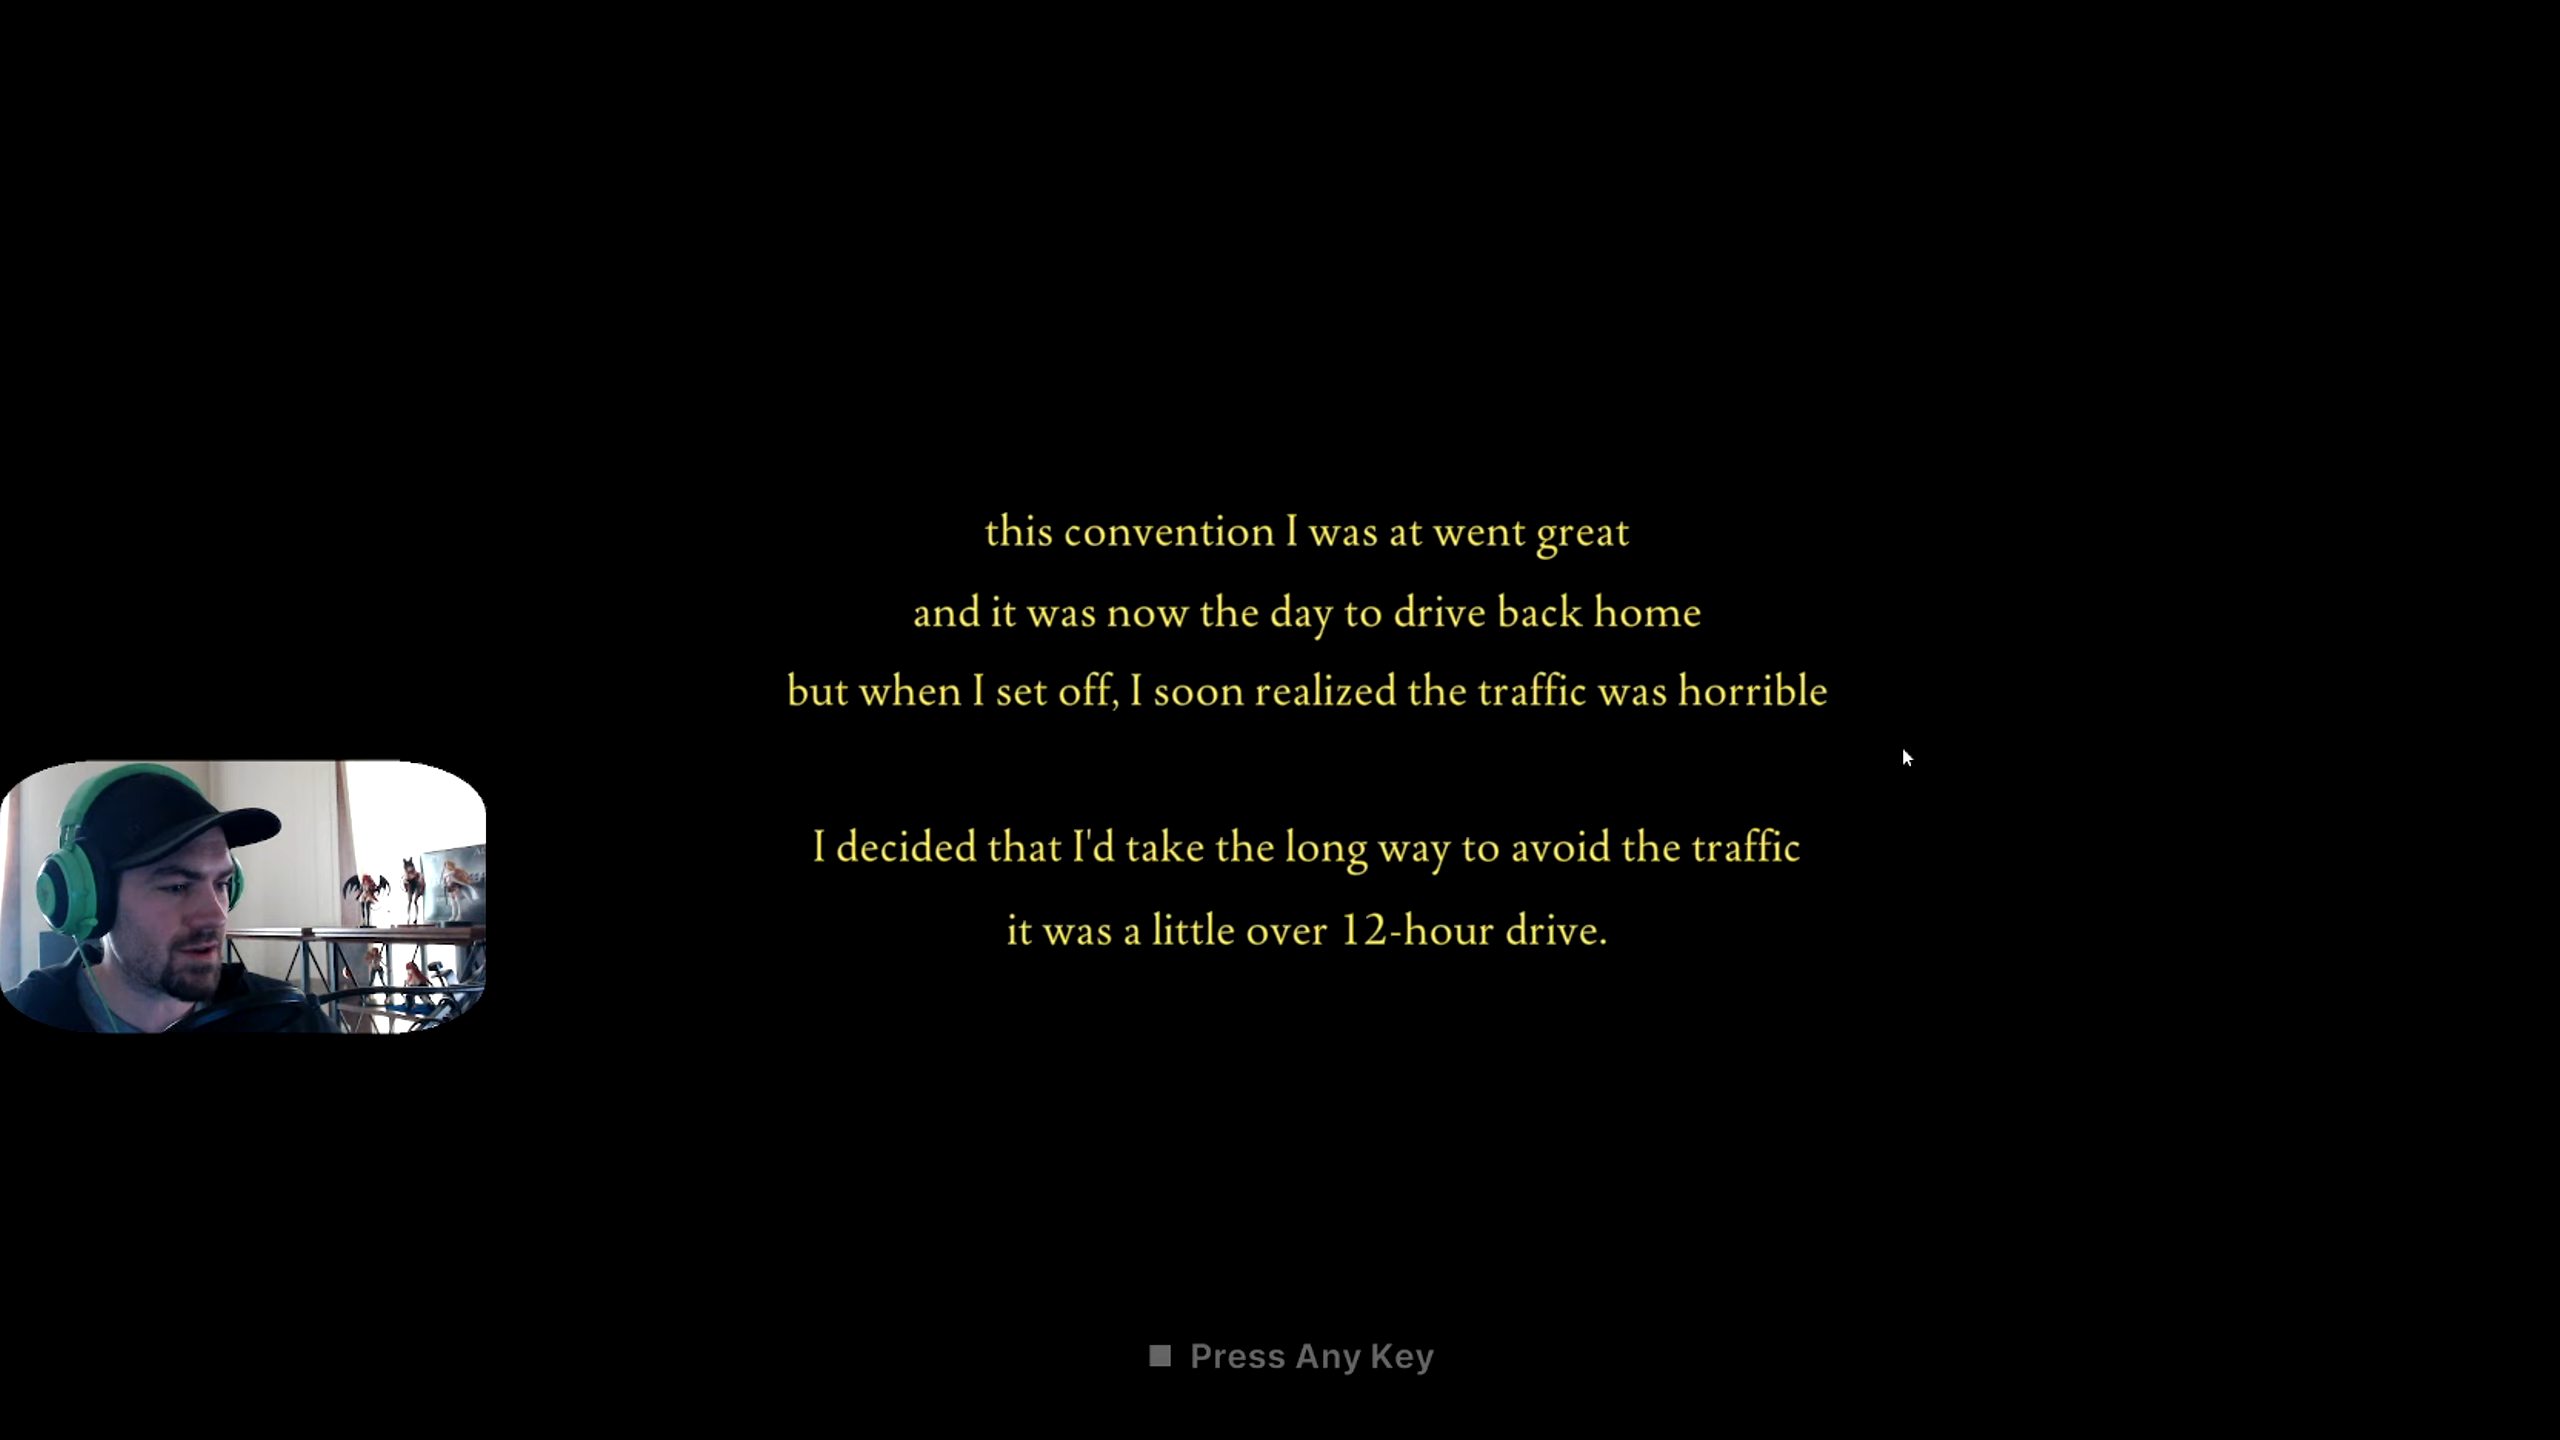 this convention I was at went great
and it was now the day to drive back home
but when I set off, I soon realized the traffic was horrible
I decided that I'd take the long way to avoid the traffic
it was a little over 12-hour drive.
Press Any Key